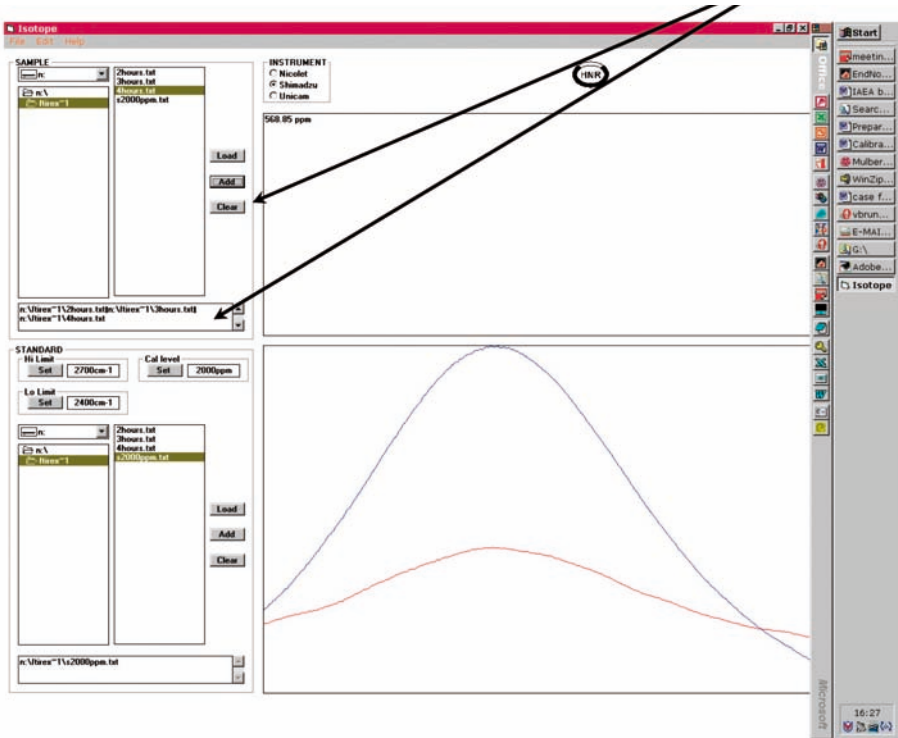 Isotope
File Edit Help
SAMPLE
n:
n:\
ftirex~1
2hours.txt
3hours.txt
4hours.txt
s2000ppm.txt
Load
Add
Clear
n:\ftirex~1\2hours.txt|n:\ftirex~1\3hours.txt|
n:\ftirex~1\4hours.txt
INSTRUMENT
Nicolet
Shimadzu
Unicam
HNR
568.85 ppm
STANDARD
Hi Limit
Set 2700cm-1
Cal level
Set 2000ppm
Lo Limit
Set 2400cm-1
n:
n:\
ftirex~1
2hours.txt
3hours.txt
4hours.txt
s2000ppm.txt
Load
Add
Clear
n:\ftirex~1\s2000ppm.txt
Office
Microsoft
Start
meetin...
EndNo...
IAEA b...
Searc...
Prepar...
Calibra...
Mulber...
WinZip...
case f...
vbrun...
E-MAI...
G:\
Adobe...
Isotope
16:27